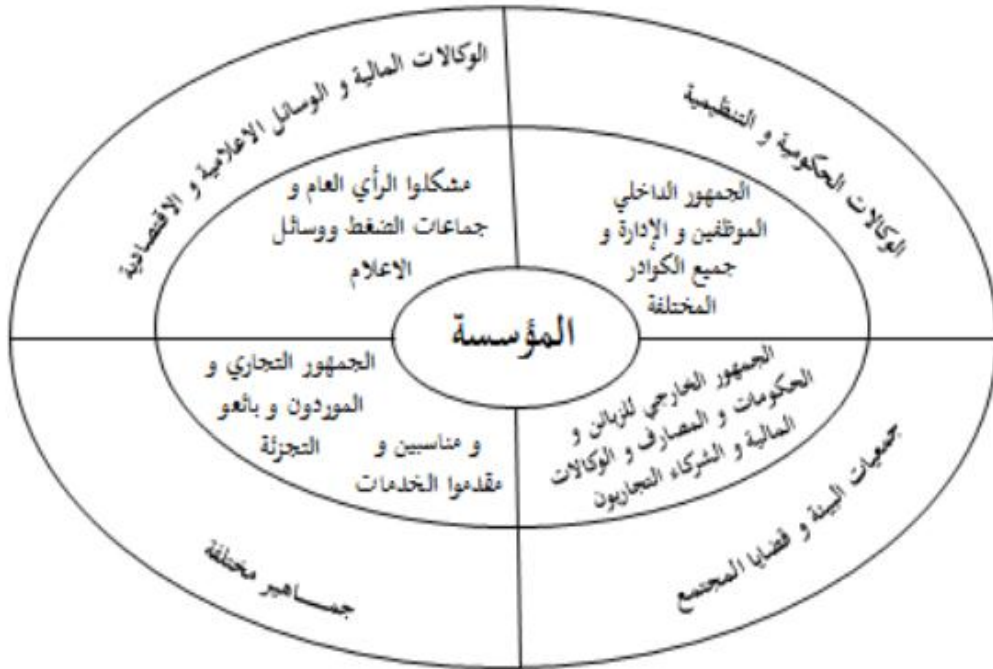 الوكالات الحكومية و التنظيمية
الوكالات المالية و الوسائل الاعلامية و الاقتصادية
الجمهور الداخلي
الموظفين و الإدارة و
جميع الكوادر
المختلفة
مشكلوا الرأي العام و
جماعات الضغط ووسائل
الاعلام
المؤسسة
الجمهور الخارجي للزبائن و
الحكومات و المصارف و الوكالات
المالية و الشركاء التجاريون
الجمهور التجاري و
الموردون و بائعو
التجزئة
و مناسبين و
مقدموا الخدمات
جمعيات البيئة و قضايا المجتمع
جمـــاهير مختلفة